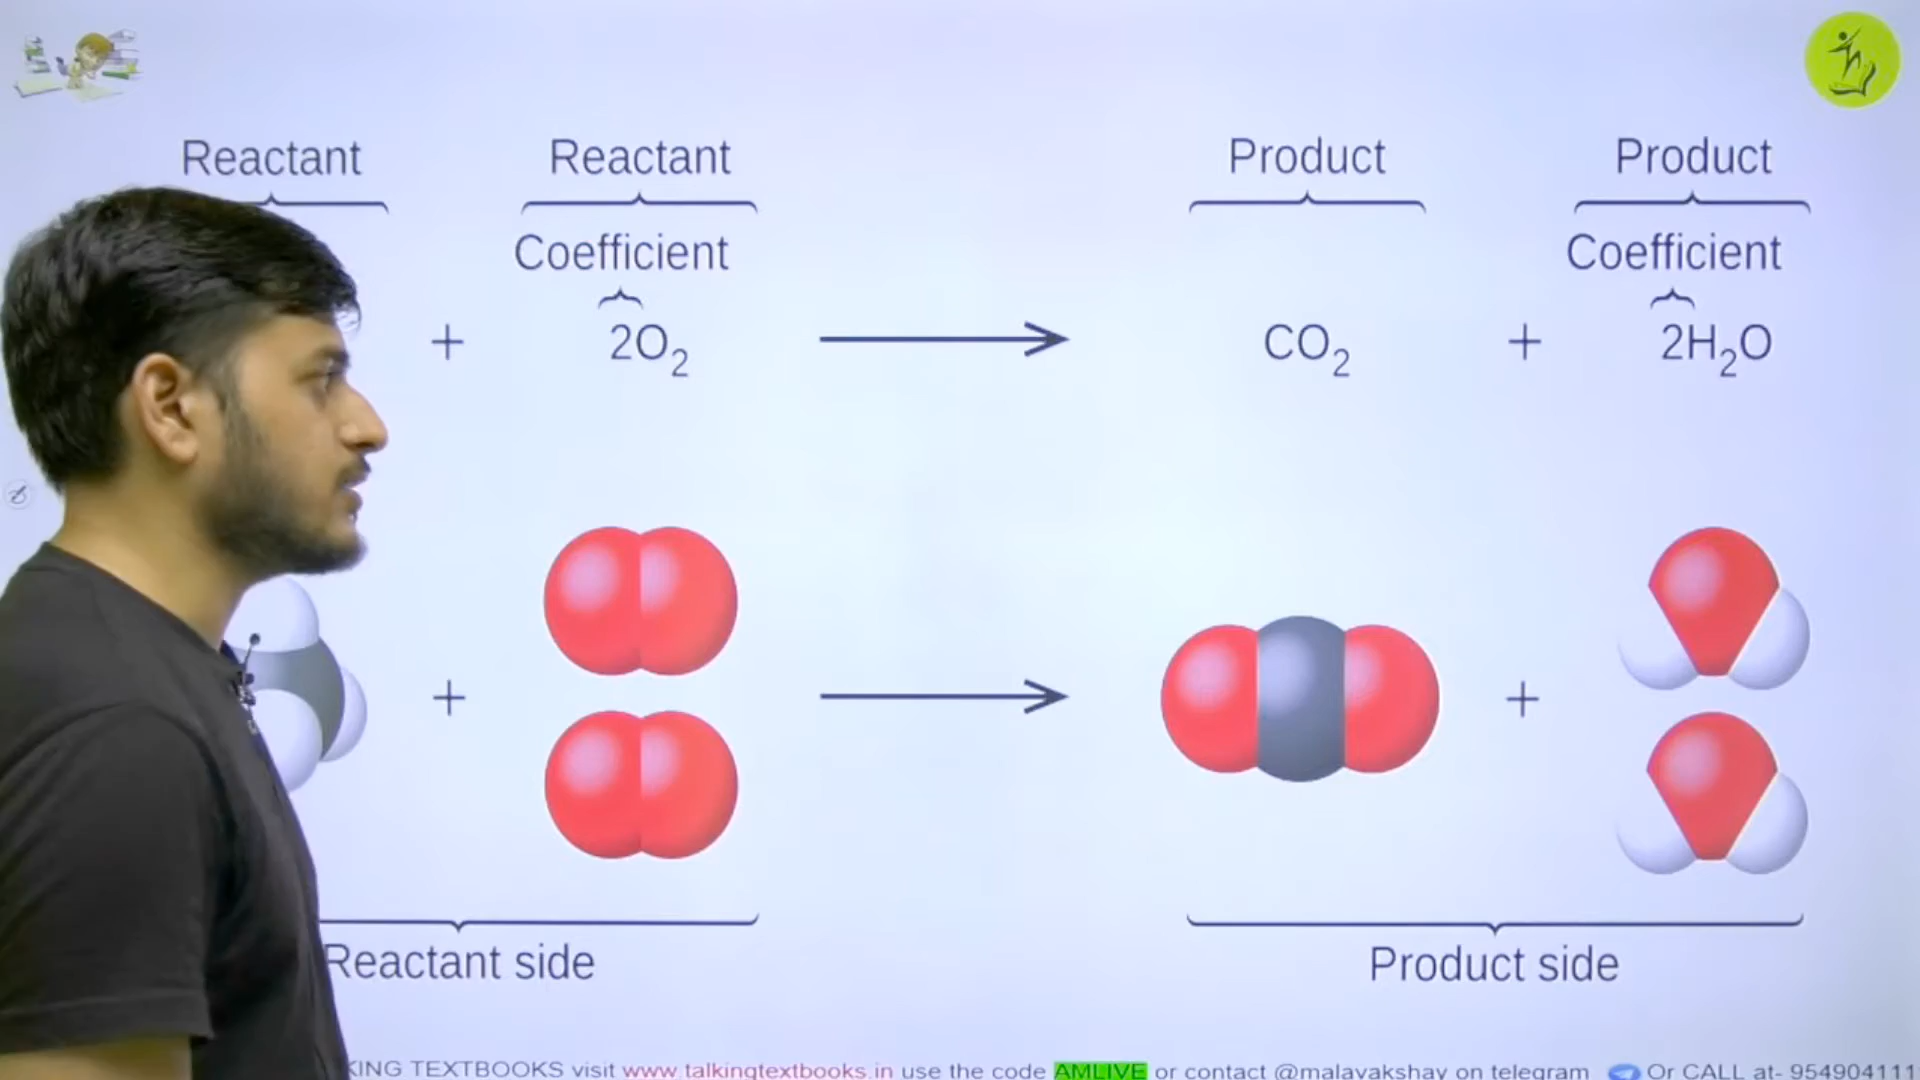 Reactant Reactant Product Product
Coefficient Coefficient
+ 2O₂ → CO₂ + 2H₂O
+ → +
Reactant side Product side
KING TEXTBOOKS visit www.talkingtextbooks.in use the code AMLIVE or contact @malavakshay on telegram Or CALL at- 954904111